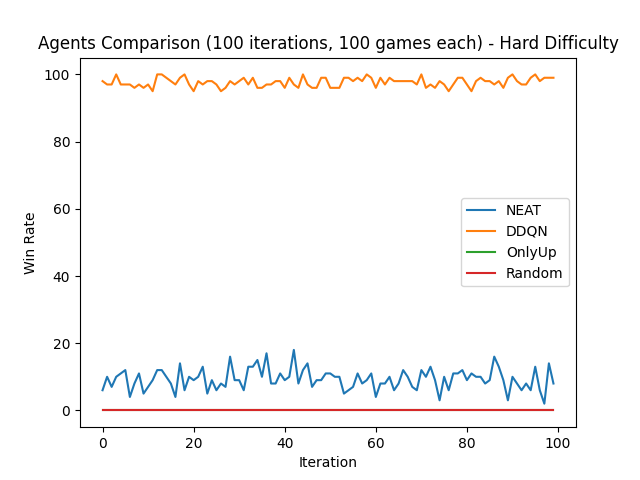 Agents Comparison (100 iterations, 100 games each) - Hard Difficulty
Win Rate
100
80
60
40
20
0
NEAT
DDQN
OnlyUp
Random
0
20
40
60
80
100
Iteration